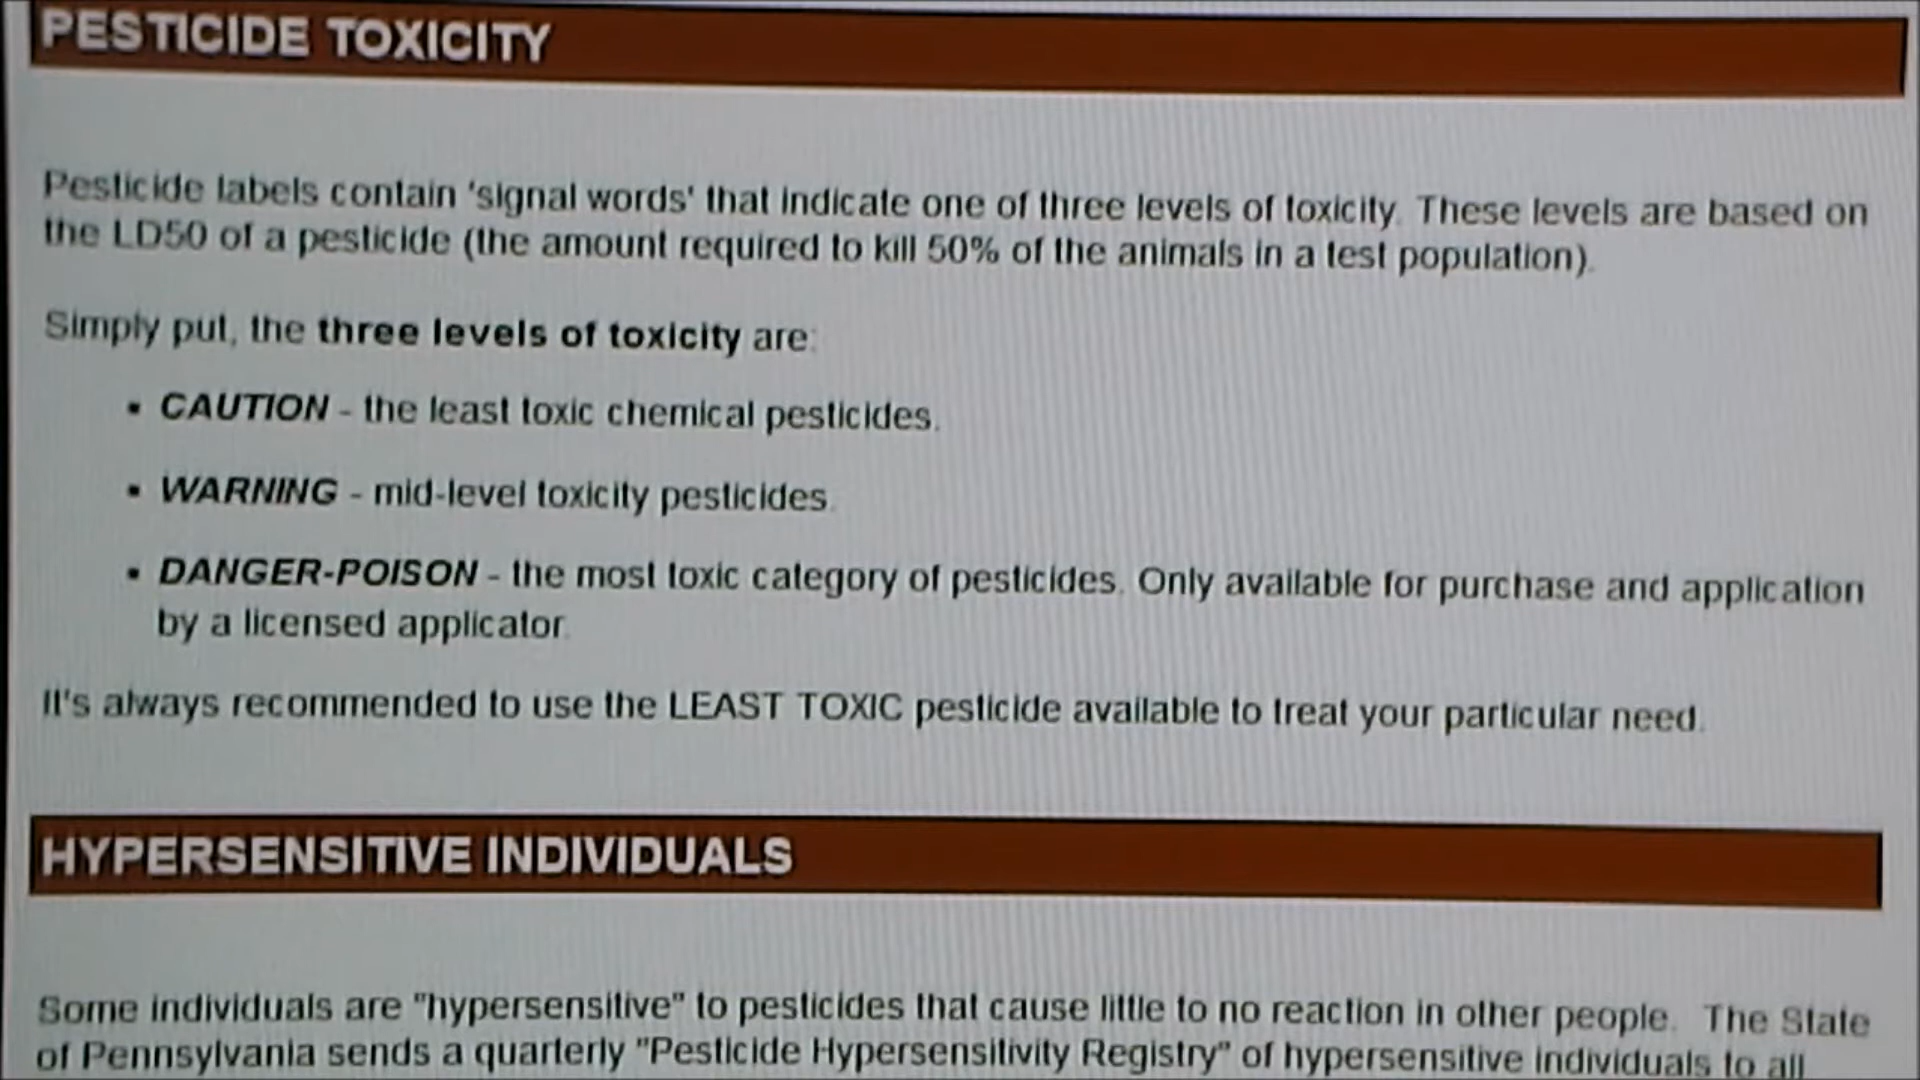 PESTICIDE TOXICITY
Pesticide labels contain 'signal words' that indicate one of three levels of toxicity. These levels are based on
the LD50 of a pesticide (the amount required to kill 50% of the animals in a test population).
Simply put, the three levels of toxicity are:
▪ CAUTION - the least toxic chemical pesticides.
▪ WARNING - mid-level toxicity pesticides.
▪ DANGER-POISON - the most toxic category of pesticides. Only available for purchase and application
by a licensed applicator.
It's always recommended to use the LEAST TOXIC pesticide available to treat your particular need.
HYPERSENSITIVE INDIVIDUALS
Some individuals are "hypersensitive" to pesticides that cause little to no reaction in other people. The State
of Pennsylvania sends a quarterly "Pesticide Hypersensitivity Registry" of hypersensitive individuals to all